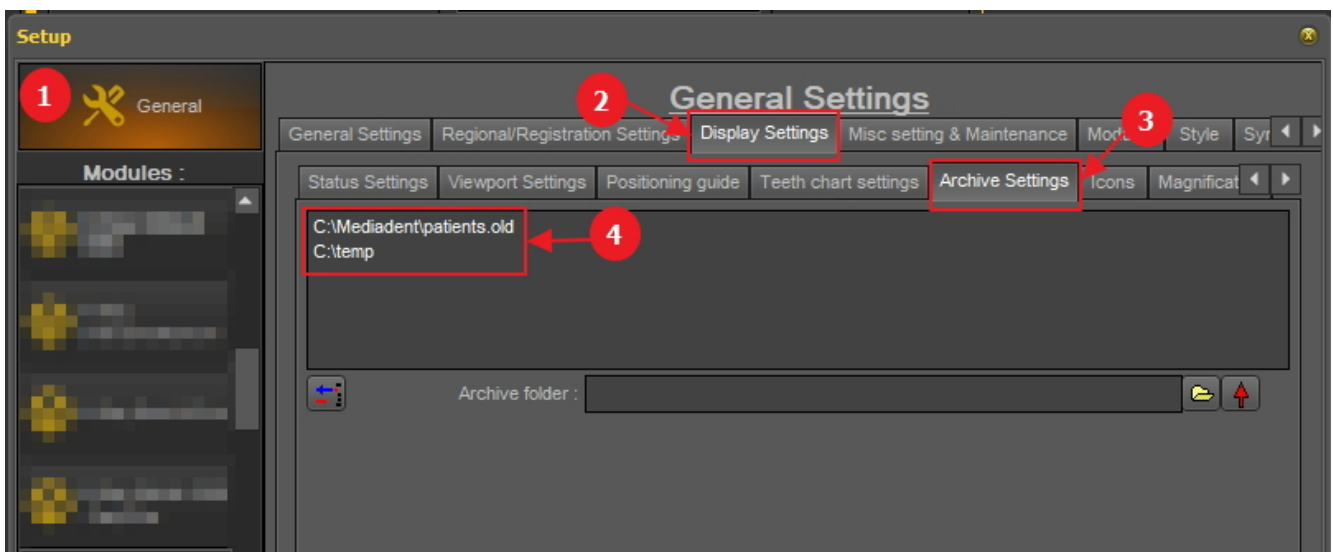 Setup
1
General
General Settings
2
General Settings
Regional/Registration Settings
Display Settings
Misc setting & Maintenance
3
Style
Modules :
Status Settings
Viewport Settings
Positioning guide
Teeth chart settings
Archive Settings
Icons
Magnificat
C:\Mediadent\patients.old
C:\temp
4
Archive folder :